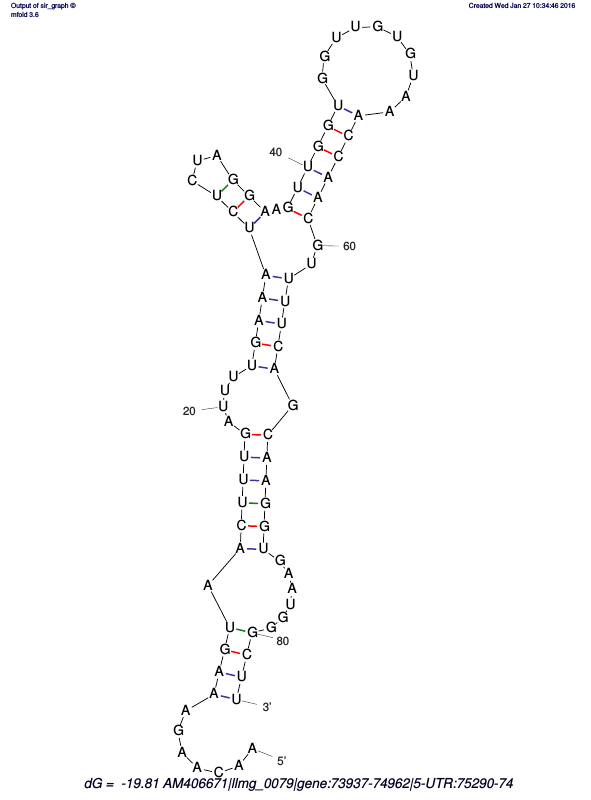 Output of sir_graph ©
mfold 3.6
Created Wed Jan 27 10:34:46 2016
5'
A A C A A G A A A G U A A C U U U G A U
20
U U U G A A A U C U C U A G G A A G U U
40
G G U G G U U G U G U A A A C C A A C G
60
U U U U C A G C A A G G U G A A U G G G
80
C U U
3'
dG = -19.81 AM406671|llmg_0079|gene:73937-74962|5-UTR:75290-74